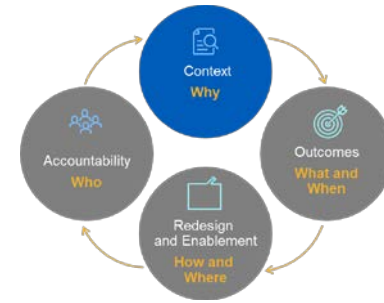 Context
Why
Outcomes
What and
When
Redesign
and Enablement
How and
Where
Accountability
Who